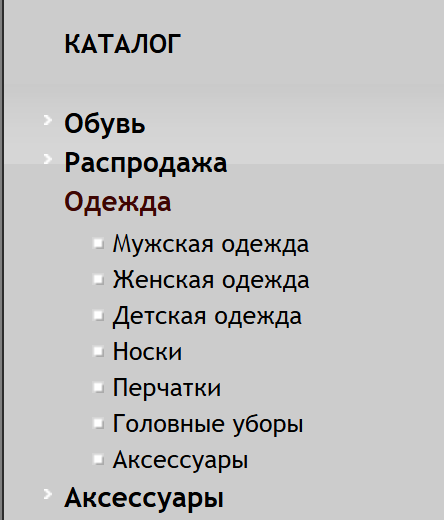 КАТАЛОГ
Обувь
Распродажа
Одежда
Мужская одежда
Женская одежда
Детская одежда
Носки
Перчатки
Головные уборы
Аксессуары
Аксессуары